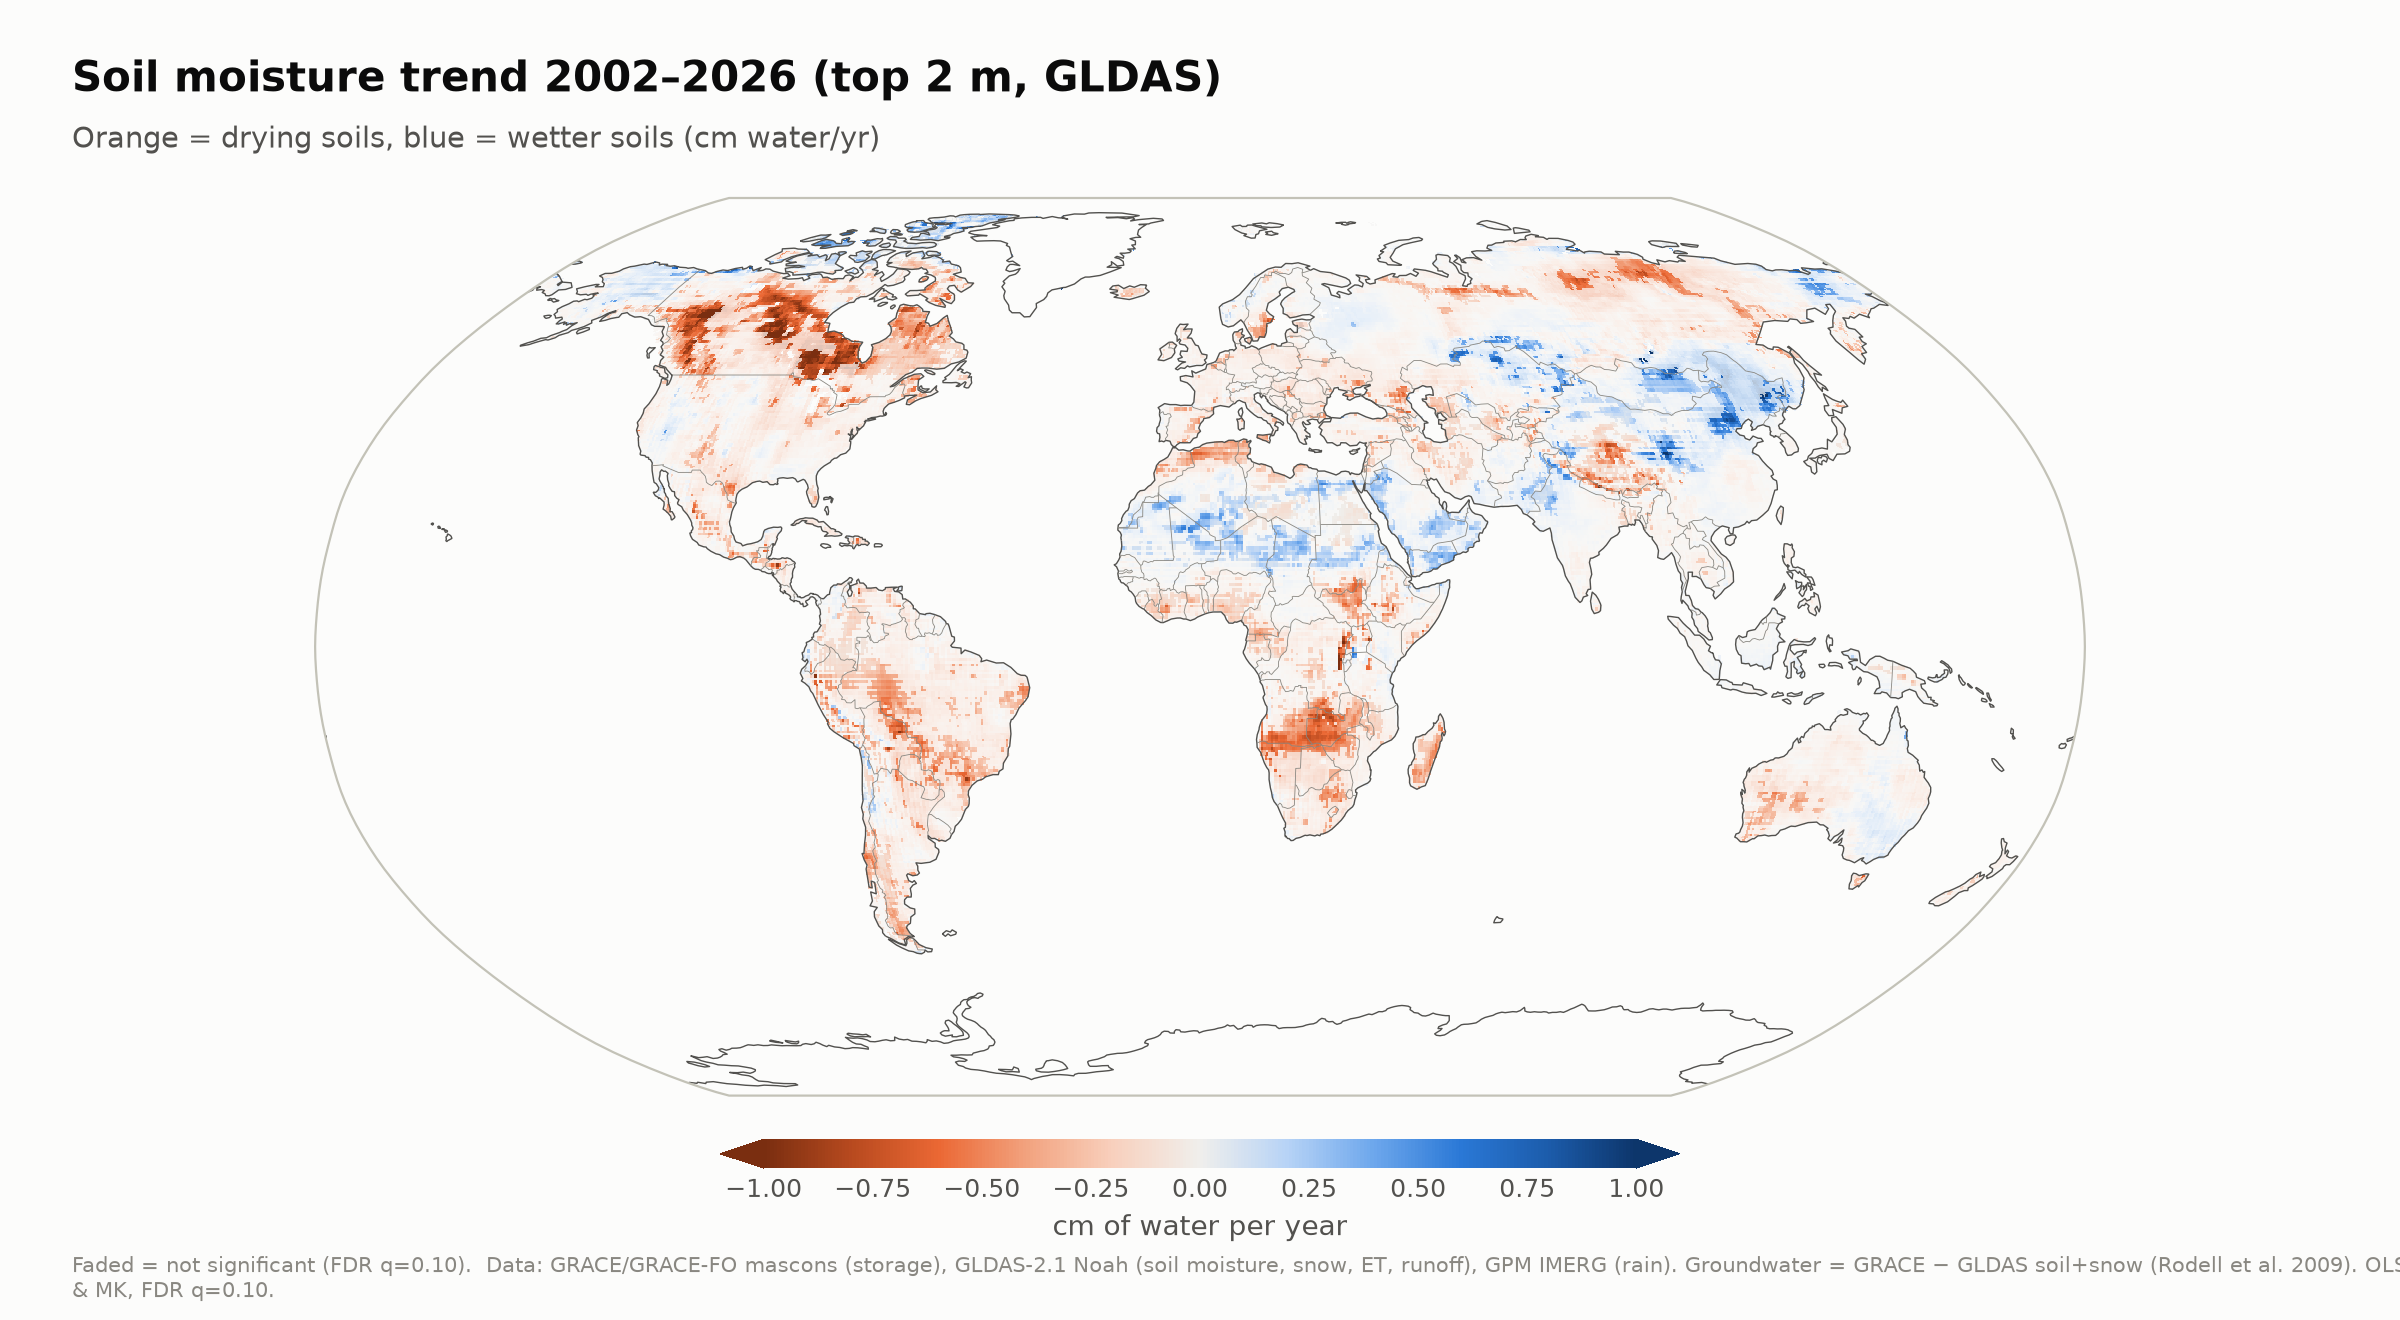 Soil moisture trend 2002–2026 (top 2 m, GLDAS)
Orange = drying soils, blue = wetter soils (cm water/yr)
−1.00 −0.75 −0.50 −0.25 0.00 0.25 0.50 0.75 1.00
cm of water per year
Faded = not significant (FDR q=0.10).  Data: GRACE/GRACE-FO mascons (storage), GLDAS-2.1 Noah (soil moisture, snow, ET, runoff), GPM IMERG (rain). Groundwater = GRACE − GLDAS soil+snow (Rodell et al. 2009). OLS
& MK, FDR q=0.10.